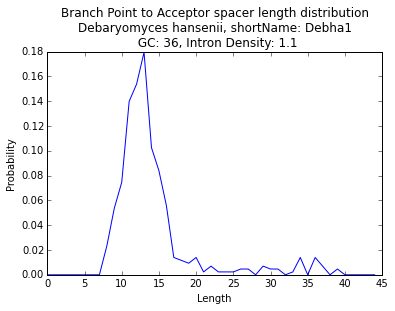 Branch Point to Acceptor spacer length distribution
Debaryomyces hansenii, shortName: Debha1
GC: 36, Intron Density: 1.1
0.18
0.16
0.14
0.12
0.10
0.08
0.06
0.04
0.02
0.00
Probability
0 5 10 15 20 25 30 35 40 45
Length